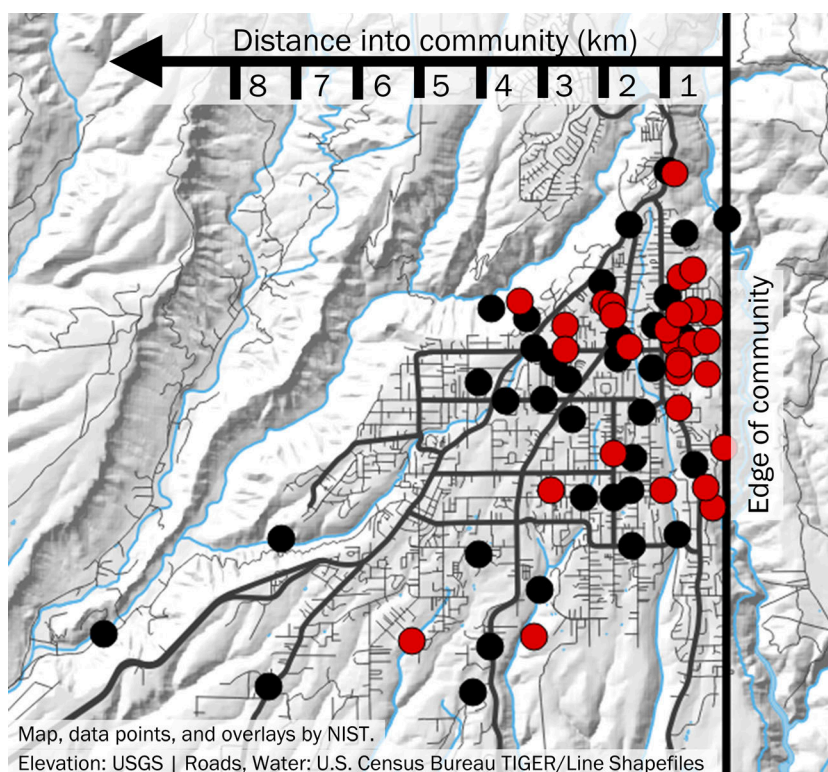 Distance into community (km)
8 7 6 5 4 3 2 1
Edge of community
Map, data points, and overlays by NIST.
Elevation: USGS | Roads, Water: U.S. Census Bureau TIGER/Line Shapefiles